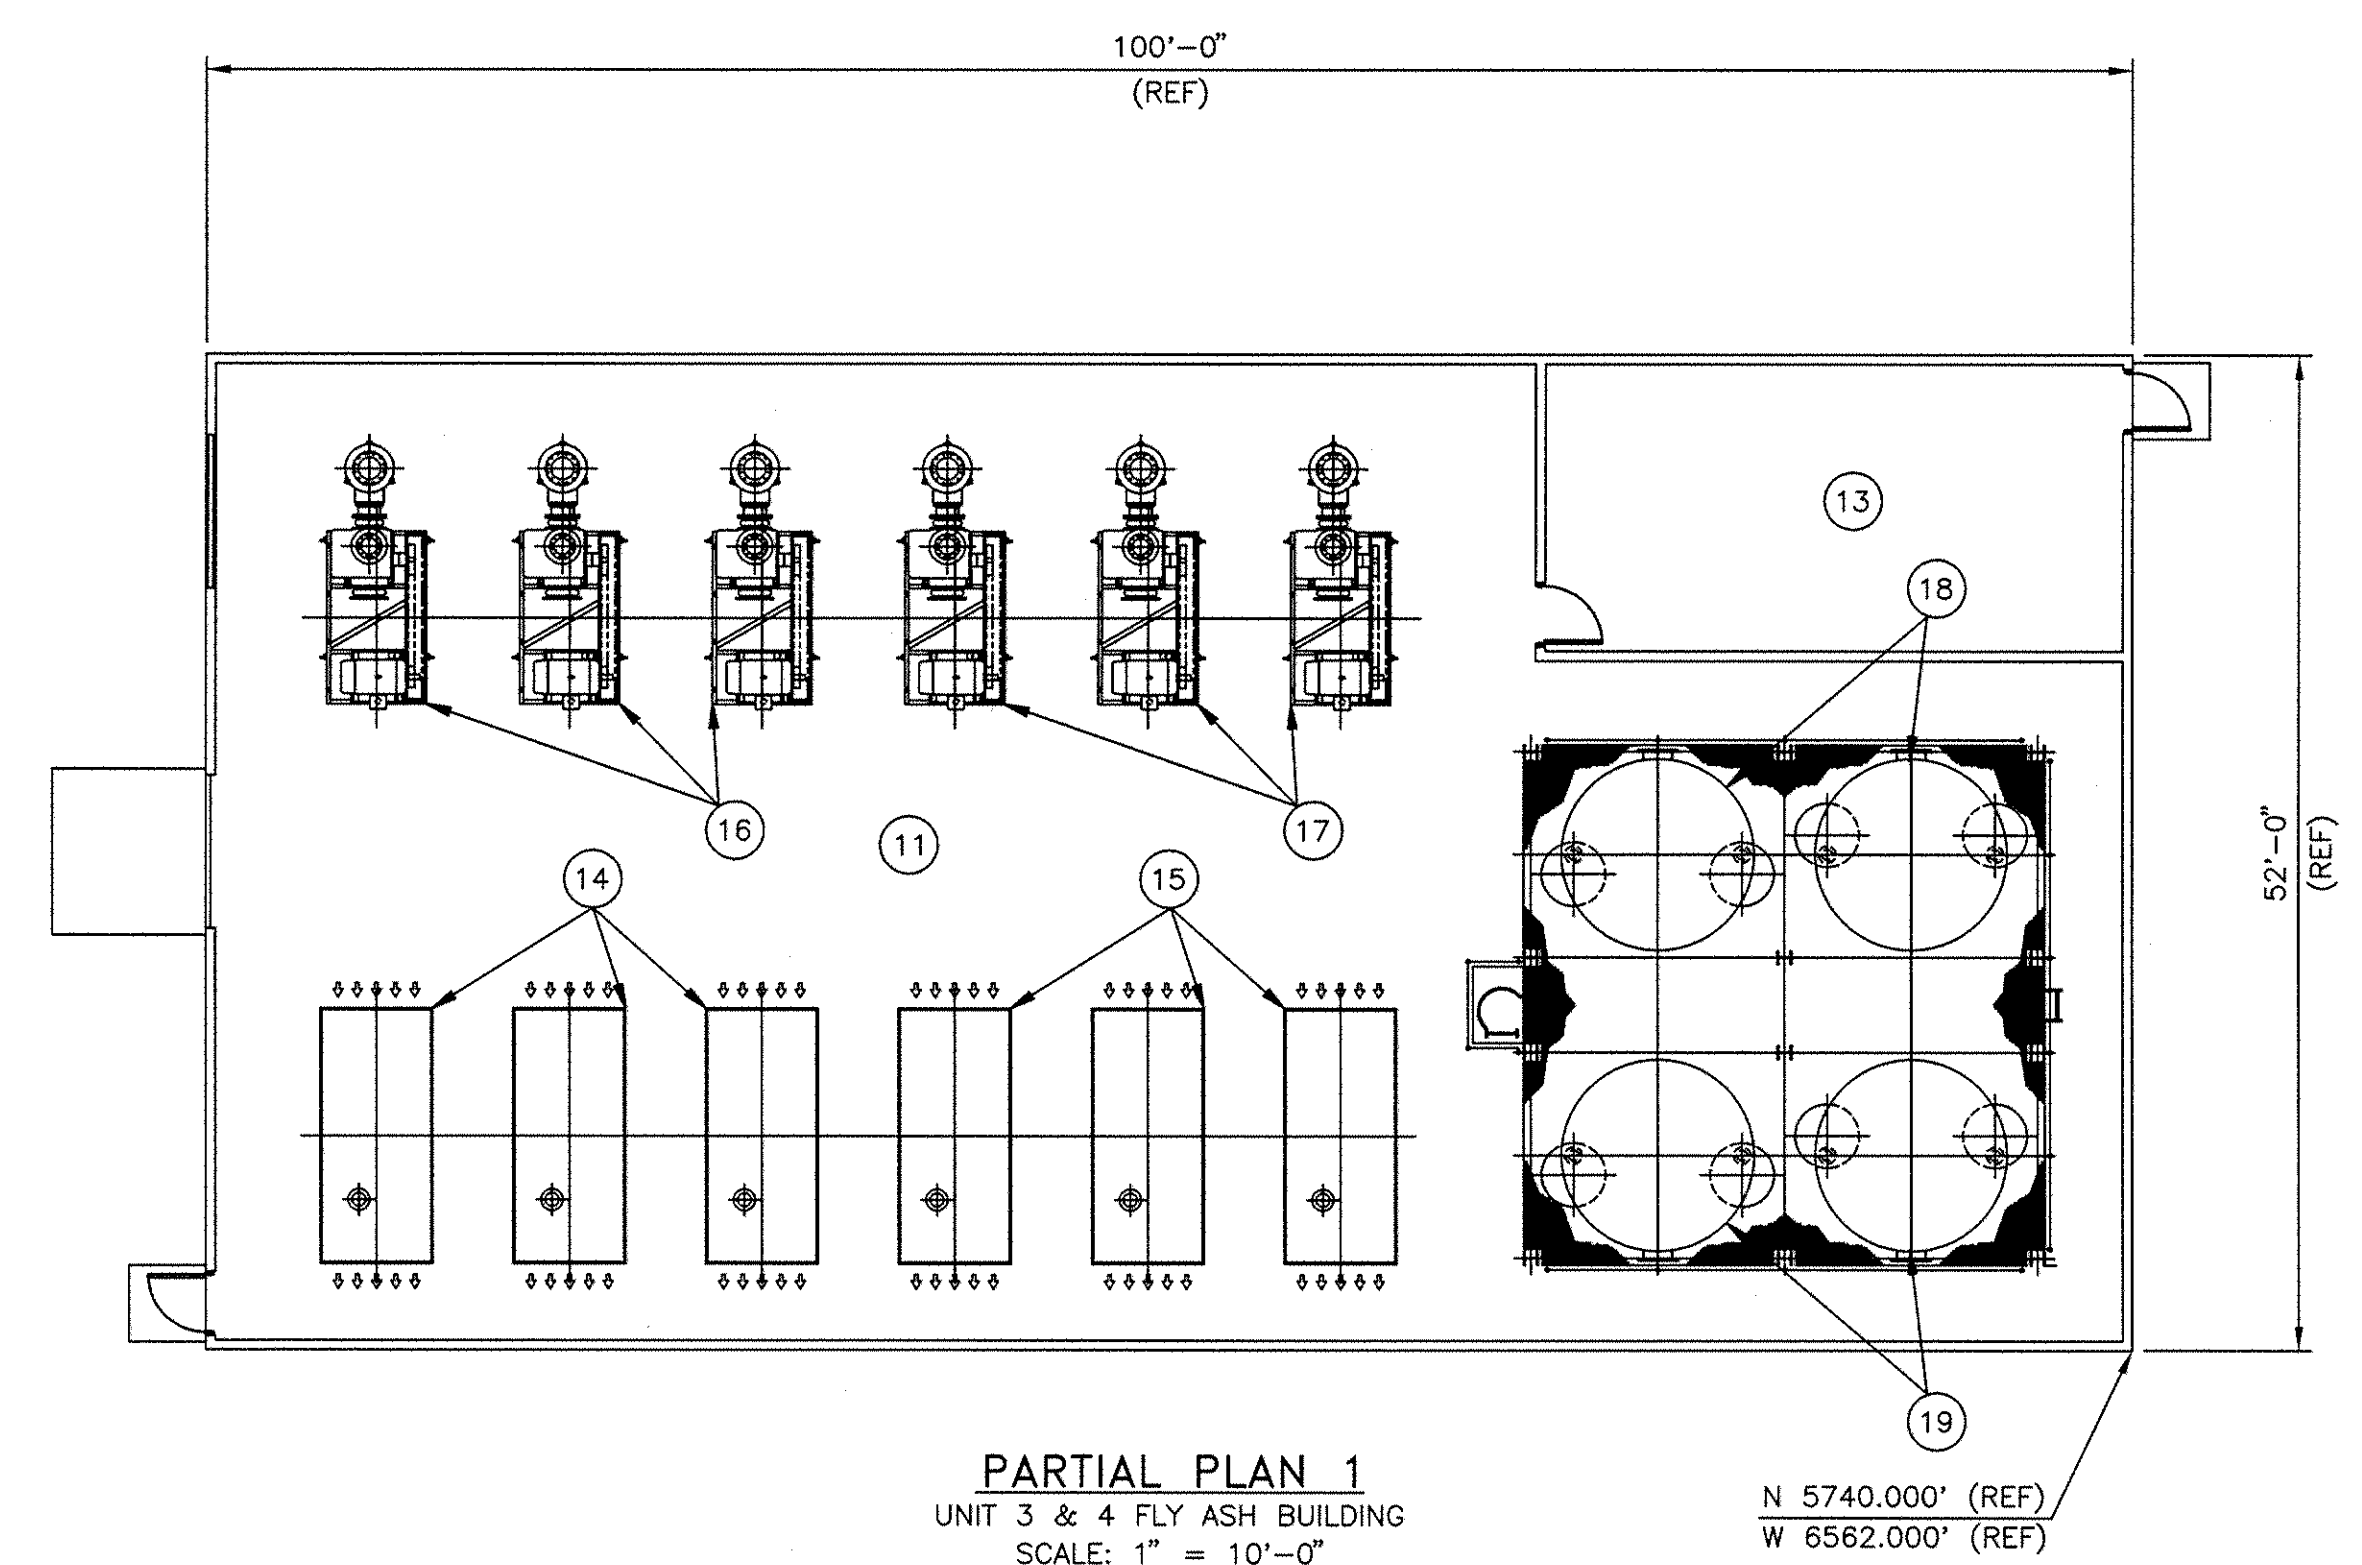 100'-0"
(REF)
13
18
16
11
17
14
15
52'-0"
(REF)
19
PARTIAL PLAN 1
UNIT 3 & 4 FLY ASH BUILDING
SCALE: 1" = 10'-0"
N 5740.000' (REF)
W 6562.000' (REF)